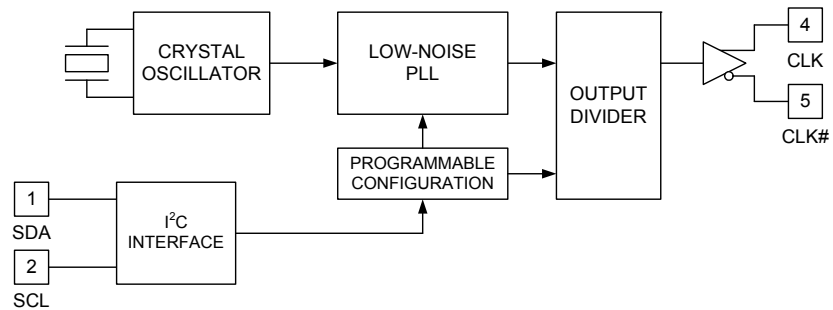 CRYSTAL
OSCILLATOR
LOW-NOISE
PLL
OUTPUT
DIVIDER
4
CLK
5
CLK#
PROGRAMMABLE
CONFIGURATION
1
SDA
I²C
INTERFACE
2
SCL